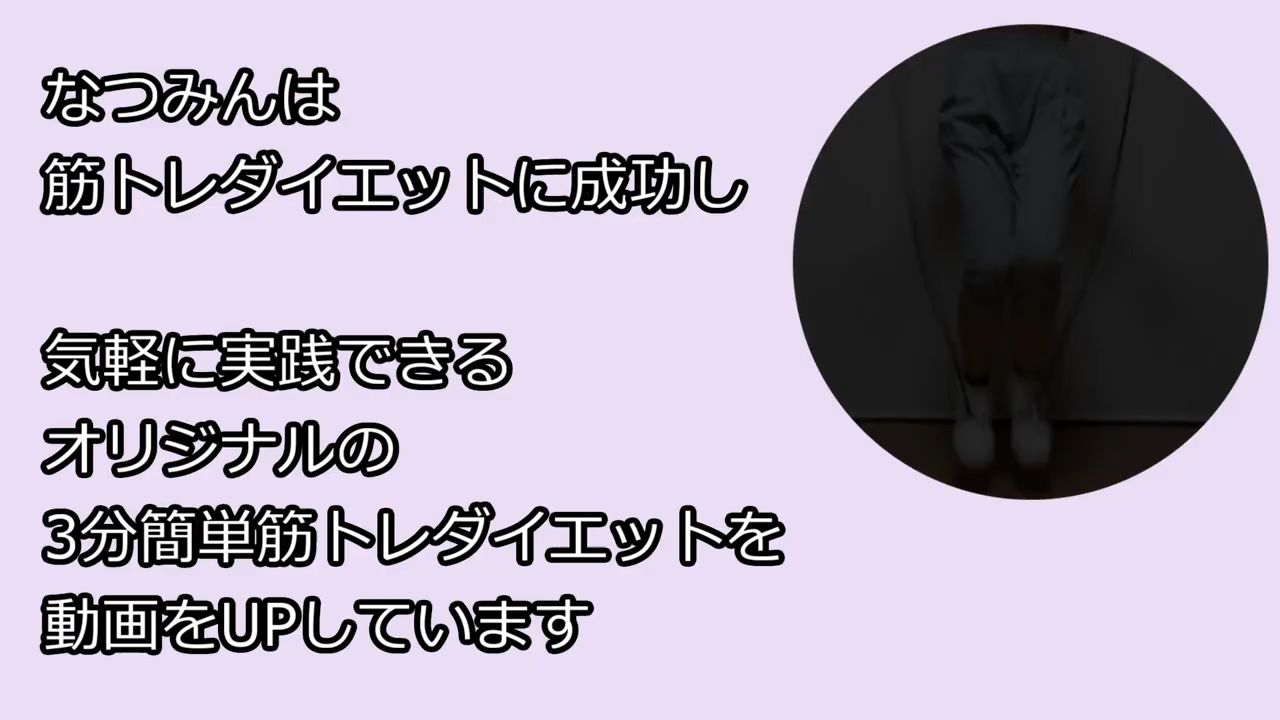 なつみんは
筋トレダイエットに成功し
気軽に実践できる
オリジナルの
3分簡単筋トレダイエットを
動画をUPしています